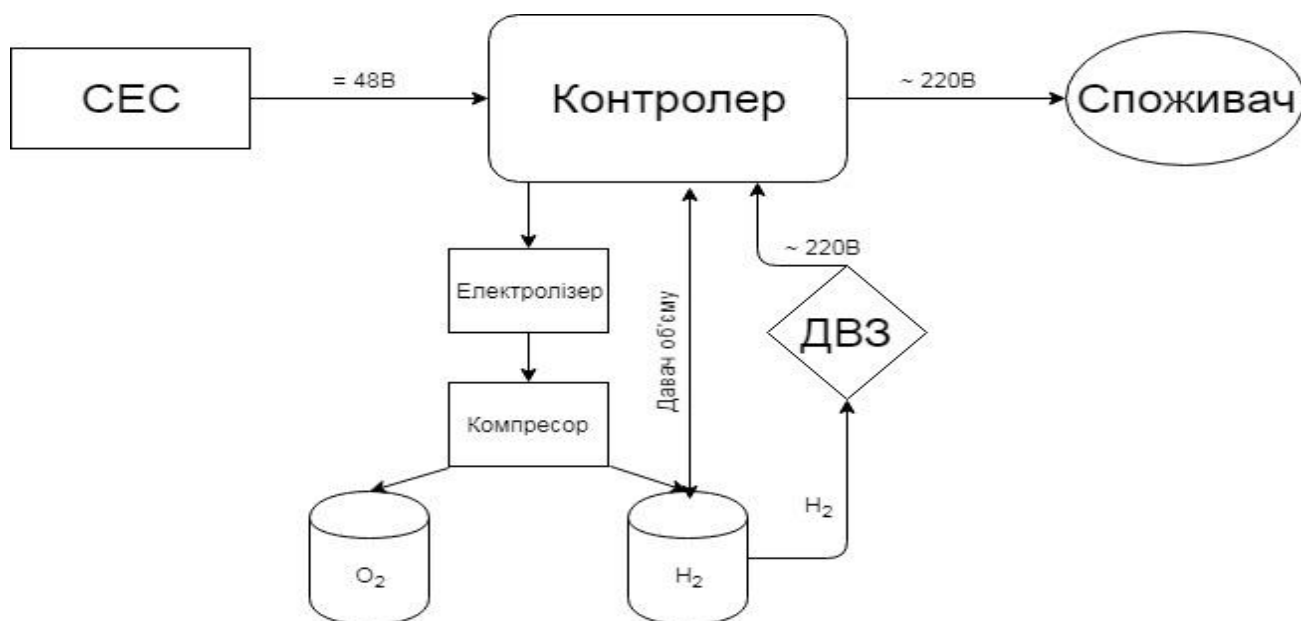 СЕС
= 48В
Контролер
~ 220В
Споживач
Електролізер
Давач об'єму
~ 220В
ДВЗ
Компресор
H₂
O₂
H₂